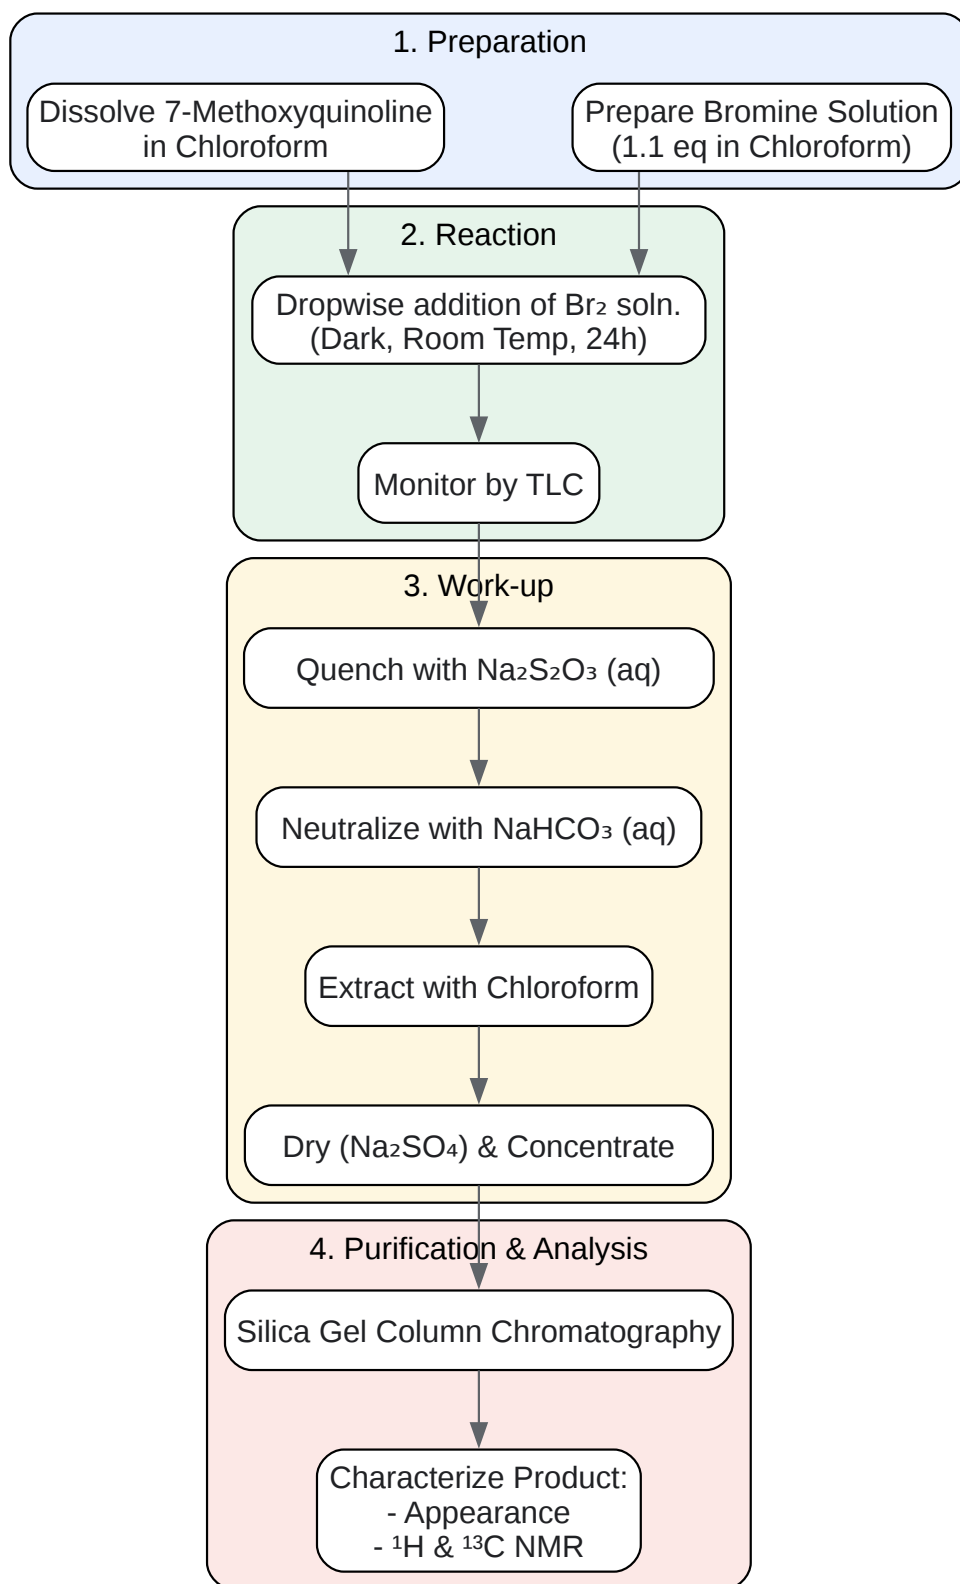 1. Preparation
Dissolve 7-Methoxyquinoline
in Chloroform
Prepare Bromine Solution
(1.1 eq in Chloroform)
2. Reaction
Dropwise addition of Br₂ soln.
(Dark, Room Temp, 24h)
Monitor by TLC
3. Work-up
Quench with Na₂S₂O₃ (aq)
Neutralize with NaHCO₃ (aq)
Extract with Chloroform
Dry (Na₂SO₄) & Concentrate
4. Purification & Analysis
Silica Gel Column Chromatography
Characterize Product:
- Appearance
- ¹H & ¹³C NMR